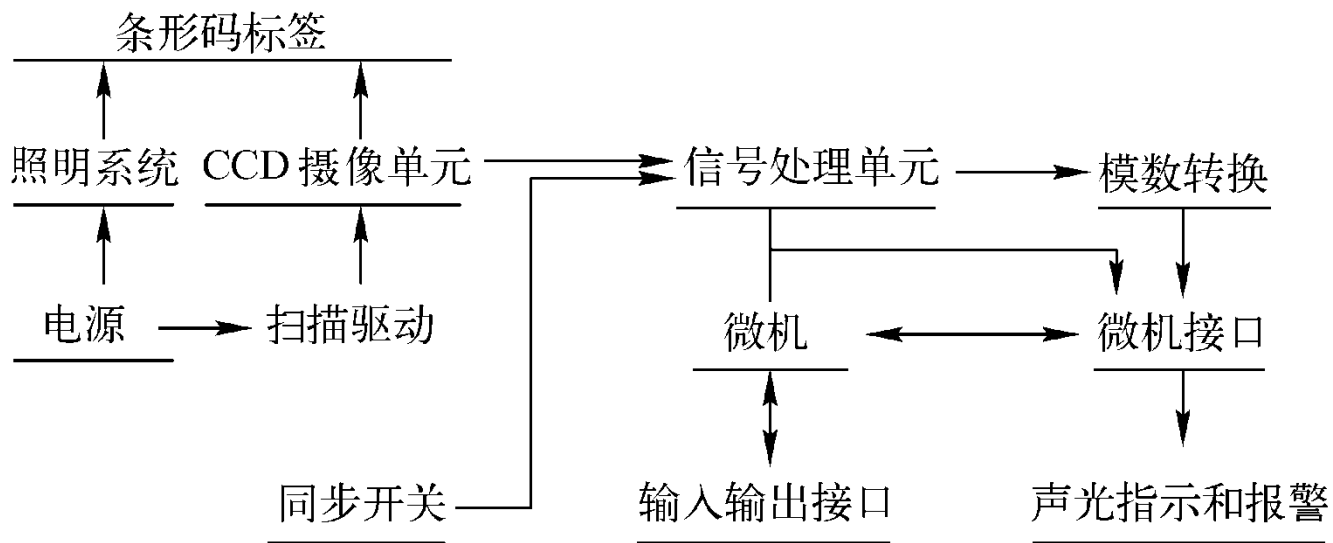 条形码标签
照明系统
CCD 摄像单元
信号处理单元
模数转换
电源
扫描驱动
微机
微机接口
同步开关
输入输出接口
声光指示和报警